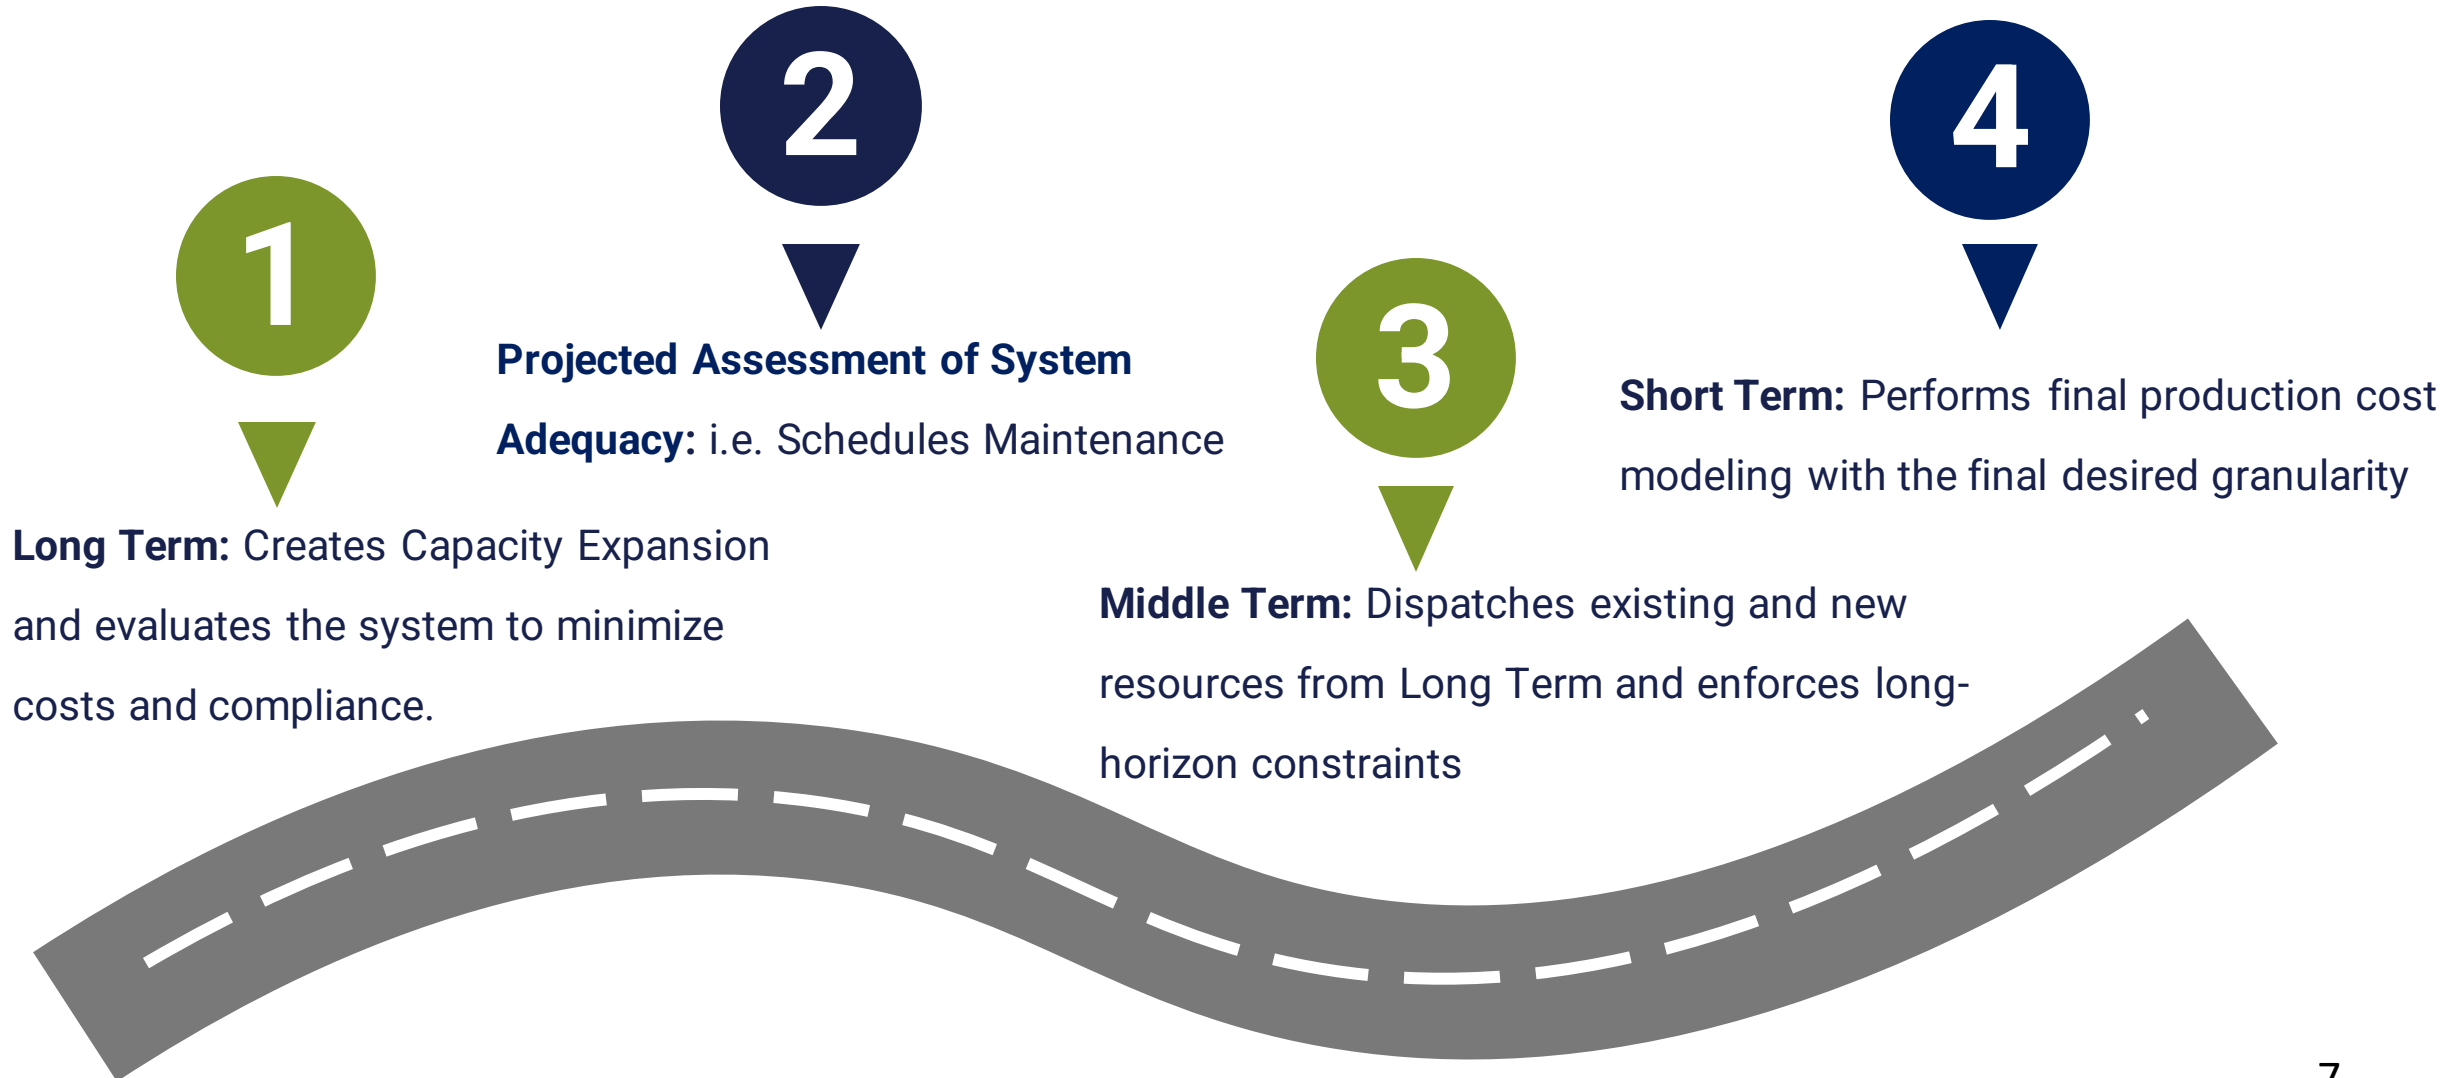 1
Long Term: Creates Capacity Expansion
and evaluates the system to minimize
costs and compliance.
2
Projected Assessment of System
Adequacy: i.e. Schedules Maintenance
3
Middle Term: Dispatches existing and new
resources from Long Term and enforces long-
horizon constraints
4
Short Term: Performs final production cost
modeling with the final desired granularity
7